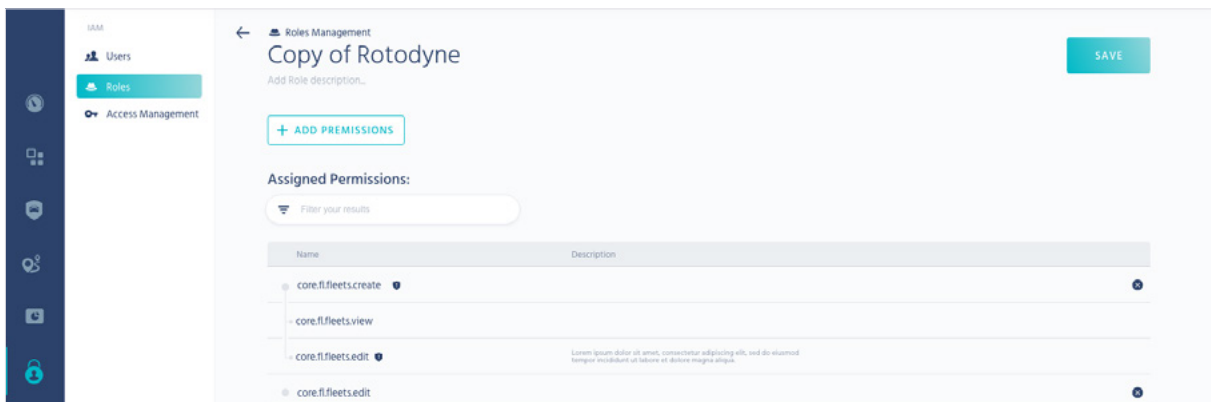 IAM
Users
Roles
Access Management
Roles Management
Copy of Rotodyne
Add Role description...
SAVE
+ ADD PREMISSIONS
Assigned Permissions:
Filter your results
Name Description
core.fl.fleets.create
core.fl.fleets.view
core.fl.fleets.edit
Lorem ipsum dolor sit amet, consectetur adipiscing elit, sed do eiusmod
tempor incididunt ut labore et dolore magna aliqua.
core.fl.fleets.edit